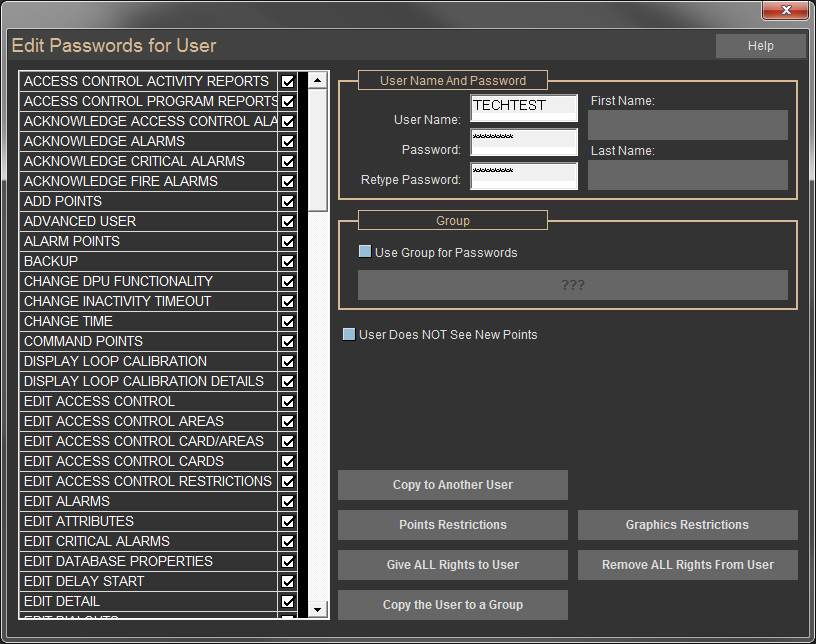 Edit Passwords for User
Help
ACCESS CONTROL ACTIVITY REPORTS
ACCESS CONTROL PROGRAM REPORTS
ACKNOWLEDGE ACCESS CONTROL ALA
ACKNOWLEDGE ALARMS
ACKNOWLEDGE CRITICAL ALARMS
ACKNOWLEDGE FIRE ALARMS
ADD POINTS
ADVANCED USER
ALARM POINTS
BACKUP
CHANGE DPU FUNCTIONALITY
CHANGE INACTIVITY TIMEOUT
CHANGE TIME
COMMAND POINTS
DISPLAY LOOP CALIBRATION
DISPLAY LOOP CALIBRATION DETAILS
EDIT ACCESS CONTROL
EDIT ACCESS CONTROL AREAS
EDIT ACCESS CONTROL CARD/AREAS
EDIT ACCESS CONTROL CARDS
EDIT ACCESS CONTROL RESTRICTIONS
EDIT ALARMS
EDIT ATTRIBUTES
EDIT CRITICAL ALARMS
EDIT DATABASE PROPERTIES
EDIT DELAY START
EDIT DETAIL
EDIT DIALOUTS
User Name And Password
User Name: TECHTEST
First Name:
Password: *********
Last Name:
Retype Password: *********
Group
Use Group for Passwords
???
User Does NOT See New Points
Copy to Another User
Points Restrictions
Graphics Restrictions
Give ALL Rights to User
Remove ALL Rights From User
Copy the User to a Group